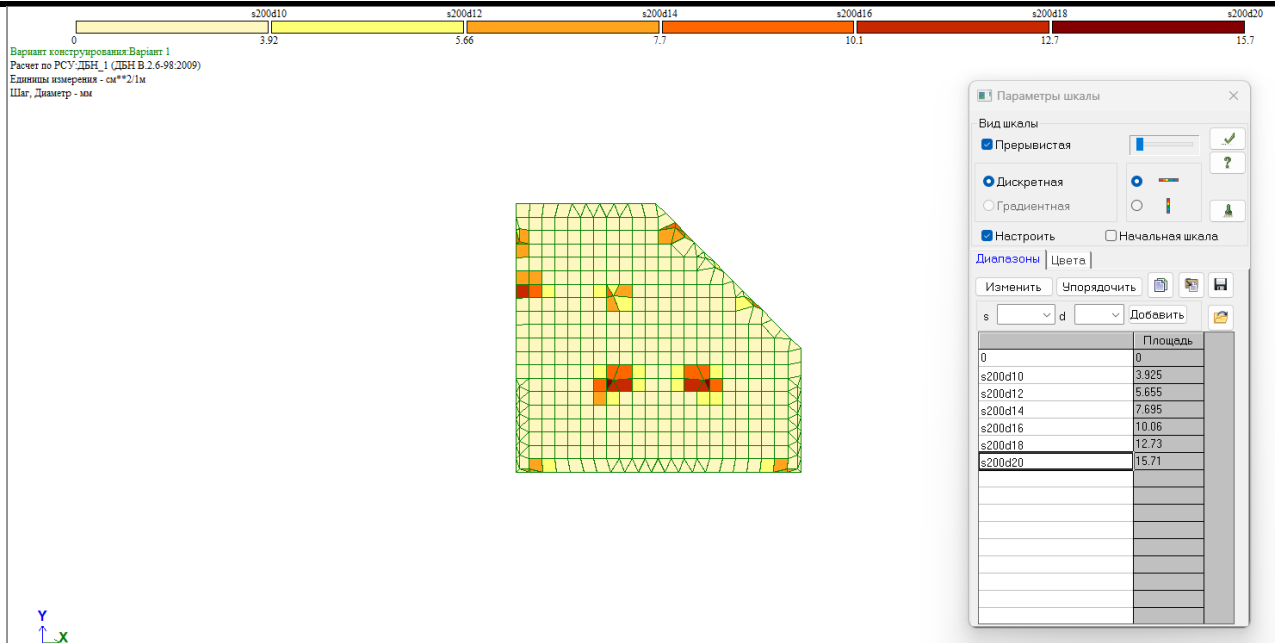 s200d10 s200d12 s200d14 s200d16 s200d18 s200d20
0 3.92 5.66 7.7 10.1 12.7 15.7
Вариант конструирования:Варіант 1
Расчет по РСУ:ДБН_1 (ДБН В.2.6-98:2009)
Единицы измерения - см**2/1м
Шаг, Диаметр - мм
Параметры шкалы
Вид шкалы
Прерывистая
Дискретная
Градиентная
Настроить Начальная шкала
Диапазоны Цвета
Изменить Упорядочить
s d Добавить
Площадь
0 0
s200d10 3.925
s200d12 5.655
s200d14 7.695
s200d16 10.06
s200d18 12.73
s200d20 15.71
?
Y
X